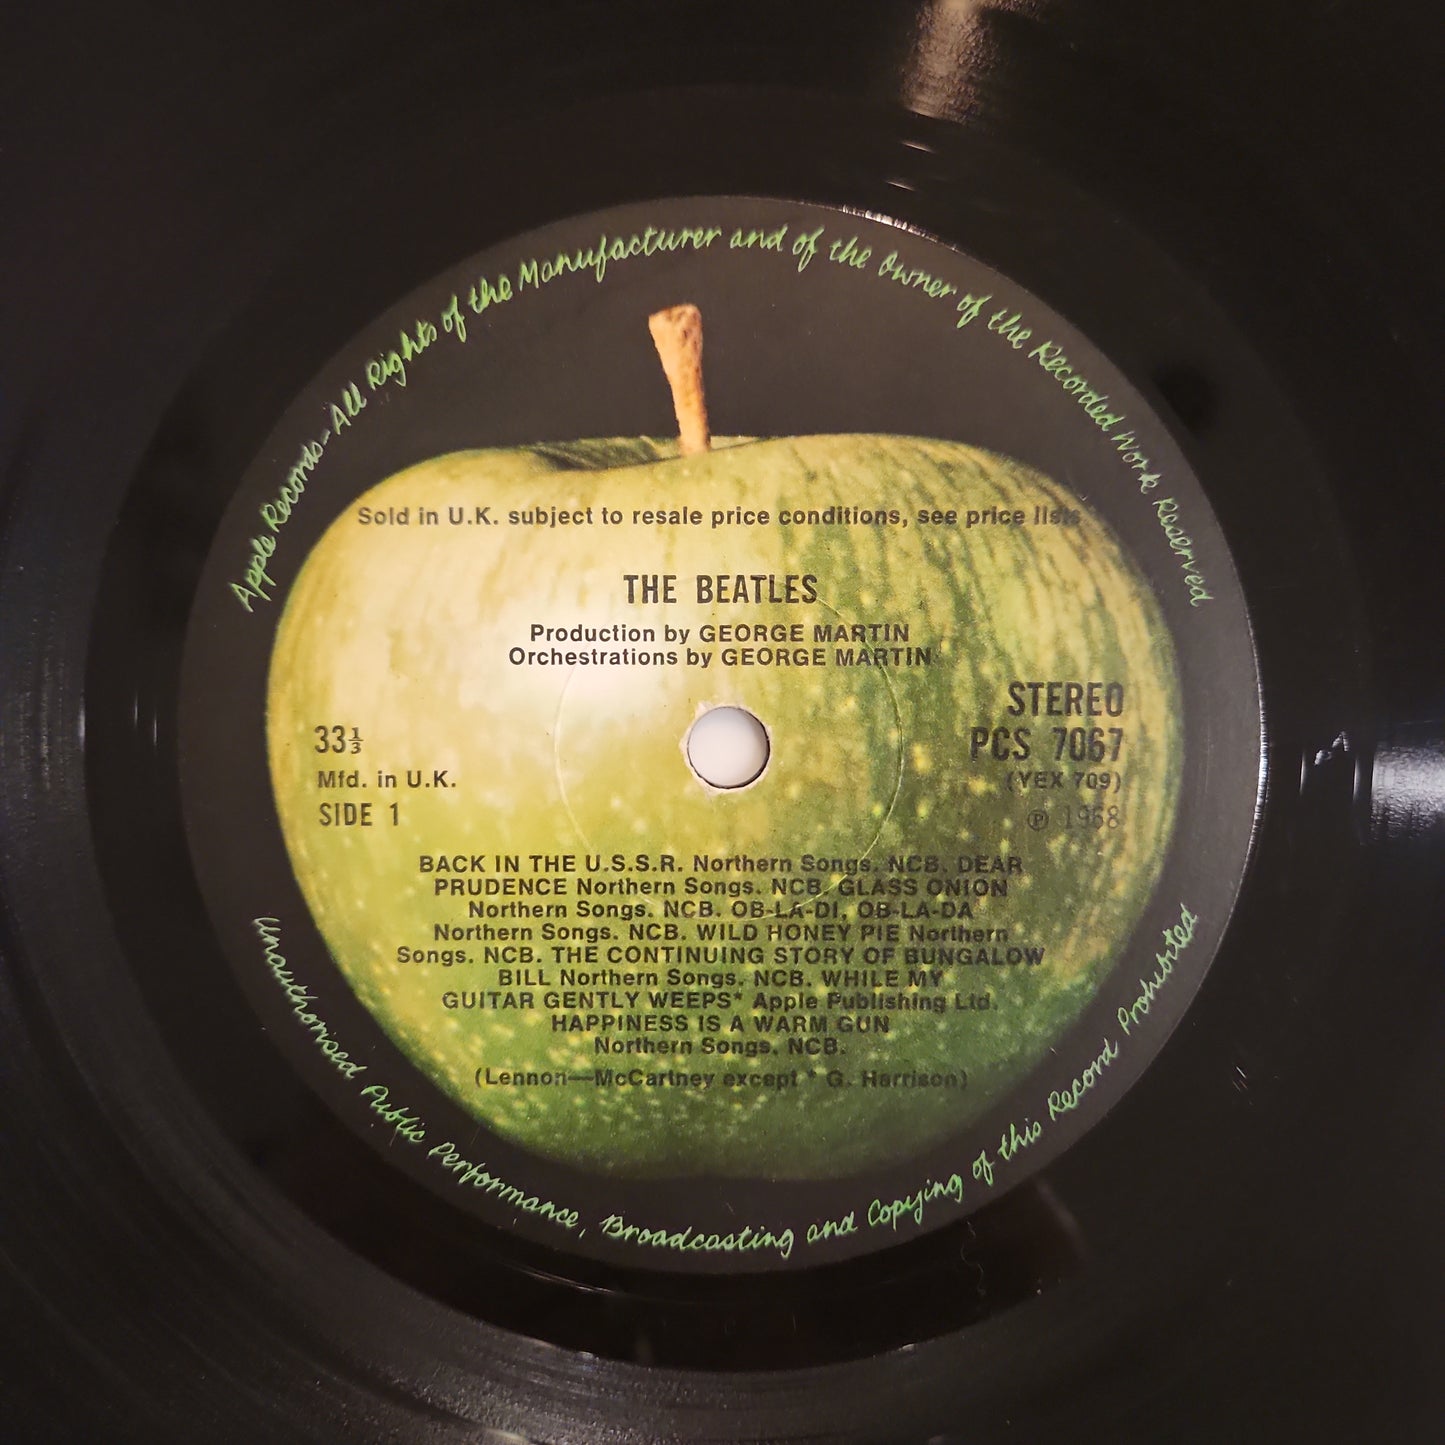 Apple Records - All Rights of the Manufacturer and of the Owner of the Recorded Work Reserved
Sold in U.K. subject to resale price conditions, see price lists
THE BEATLES
Production by GEORGE MARTIN
Orchestrations by GEORGE MARTIN
STEREO
33⅓ PCS 7067
Mfd. in U.K. (YEX 709)
SIDE 1 ℗ 1968
BACK IN THE U.S.S.R. Northern Songs. NCB. DEAR
PRUDENCE Northern Songs. NCB. GLASS ONION
Northern Songs. NCB. OB-LA-DI, OB-LA-DA
Northern Songs. NCB. WILD HONEY PIE Northern
Songs. NCB. THE CONTINUING STORY OF BUNGALOW
BILL Northern Songs. NCB. WHILE MY
GUITAR GENTLY WEEPS* Apple Publishing Ltd.
HAPPINESS IS A WARM GUN
Northern Songs. NCB.
(Lennon—McCartney except * G. Harrison)
Unauthorised Public Performance, Broadcasting and Copying of this Record Prohibited